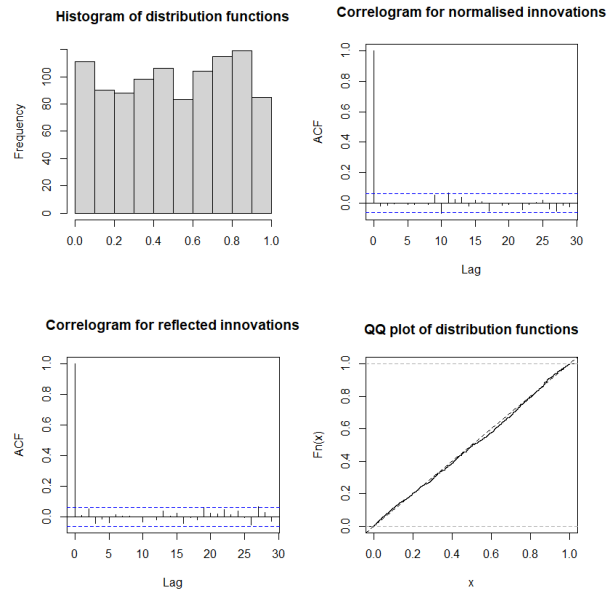 Histogram of distribution functions
Frequency
0 20 40 60 80 100
0.0 0.2 0.4 0.6 0.8 1.0
Correlogram for normalised innovations
ACF
0.0 0.2 0.4 0.6 0.8 1.0
0 5 10 15 20 25 30
Lag
Correlogram for reflected innovations
ACF
0.0 0.2 0.4 0.6 0.8 1.0
0 5 10 15 20 25 30
Lag
QQ plot of distribution functions
Fn(x)
0.0 0.2 0.4 0.6 0.8 1.0
0.0 0.2 0.4 0.6 0.8 1.0
x